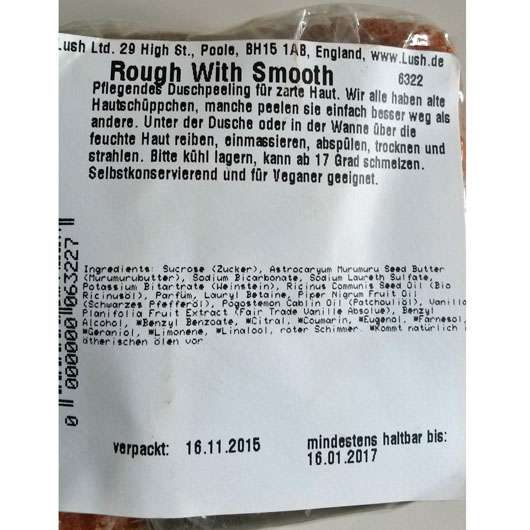 Lush Ltd. 29 High St., Poole, BH15 1AB, England, www.Lush.de
Rough With Smooth 6322
Pflegendes Duschpeeling für zarte Haut. Wir alle haben alte
Hautschüppchen, manche peelen sie einfach besser weg als
andere. Unter der Dusche oder in der Wanne über die
feuchte Haut reiben, einmassieren, abspülen, trocknen und
strahlen. Bitte kühl lagern, kann ab 17 Grad schmelzen.
Selbstkonservierend und für Veganer geeignet.
Ingredients: Sucrose (Zucker), Astrocaryum Murumuru Seed Butter
(Murumurubutter), Sodium Bicarbonate, Sodium Laureth Sulfate,
Potassium Bitartrate (Weinstein), Ricinus Communis Seed Oil (Bio
Ricinusöl), Parfüm, Lauryl Betaine, Piper Nigrum Fruit Oil
(Schwarzes Pfefferöl), Pogostemon Cablin Oil (Patchouliöl), Vanilla
Planifolia Fruit Extract (Fair Trade Vanille Absolue), Benzyl
Alcohol, *Benzyl Benzoate, *Citral, *Coumarin, *Eugenol, *Farnesol,
*Geraniol, *Limonene, *Linalool, roter Schimmer. *Kommt natürlich
ätherischen ölen vor
0 000000 063227
verpackt: 16.11.2015 mindestens haltbar bis:
16.01.2017